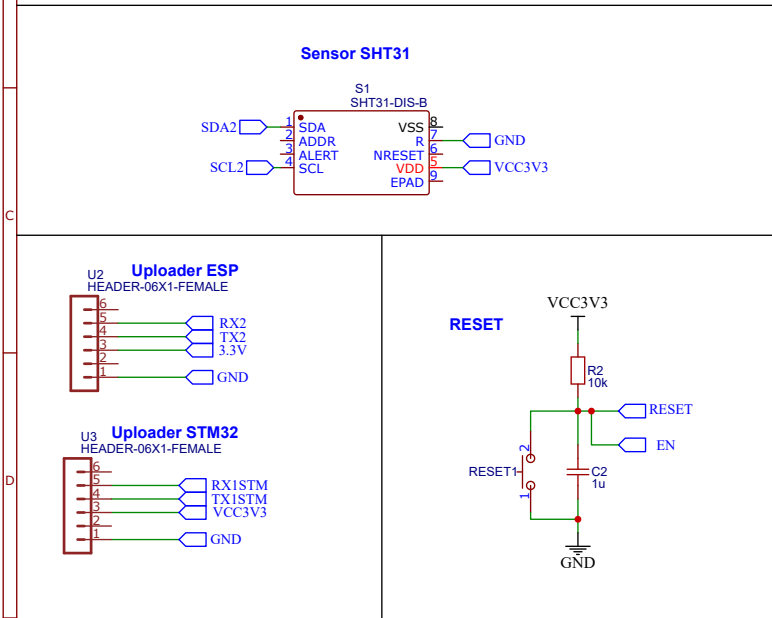 Sensor SHT31
S1
SHT31-DIS-B
SDA2
SCL2
1 SDA
2 ADDR
3 ALERT
4 SCL
VSS 8
R 7
NRESET 6
VDD 5
EPAD 9
GND
VCC3V3
C
Uploader ESP
U2
HEADER-06X1-FEMALE
6
5 RX2
4 TX2
3 3.3V
2
1 GND
Uploader STM32
U3
HEADER-06X1-FEMALE
6
5 RX1STM
4 TX1STM
3 VCC3V3
2
1 GND
D
RESET
VCC3V3
R2
10k
RESET
EN
RESET1
2
1
C2
1u
GND